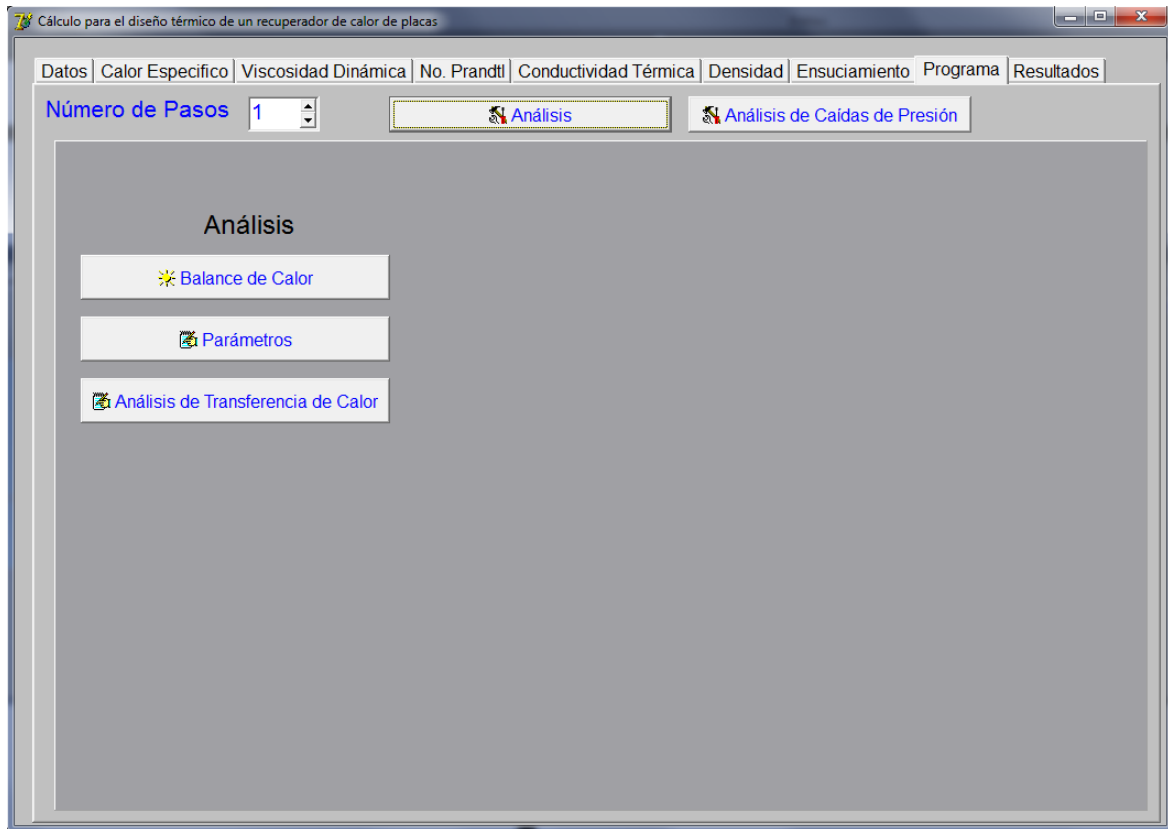 Cálculo para el diseño térmico de un recuperador de calor de placas
Datos Calor Especifico Viscosidad Dinámica No. Prandtl Conductividad Térmica Densidad Ensuciamiento Programa Resultados
Número de Pasos 1 Análisis Análisis de Caídas de Presión
Análisis
Balance de Calor
Parámetros
Análisis de Transferencia de Calor